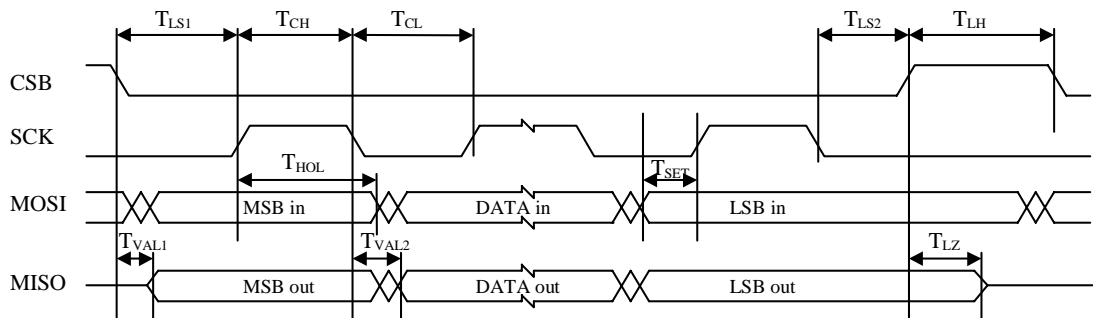 TLS1 TCH TCL TLS2 TLH
CSB
SCK
THOL TSET
MOSI MSB in DATA in LSB in
TVAL1 TVAL2 TLZ
MISO MSB out DATA out LSB out